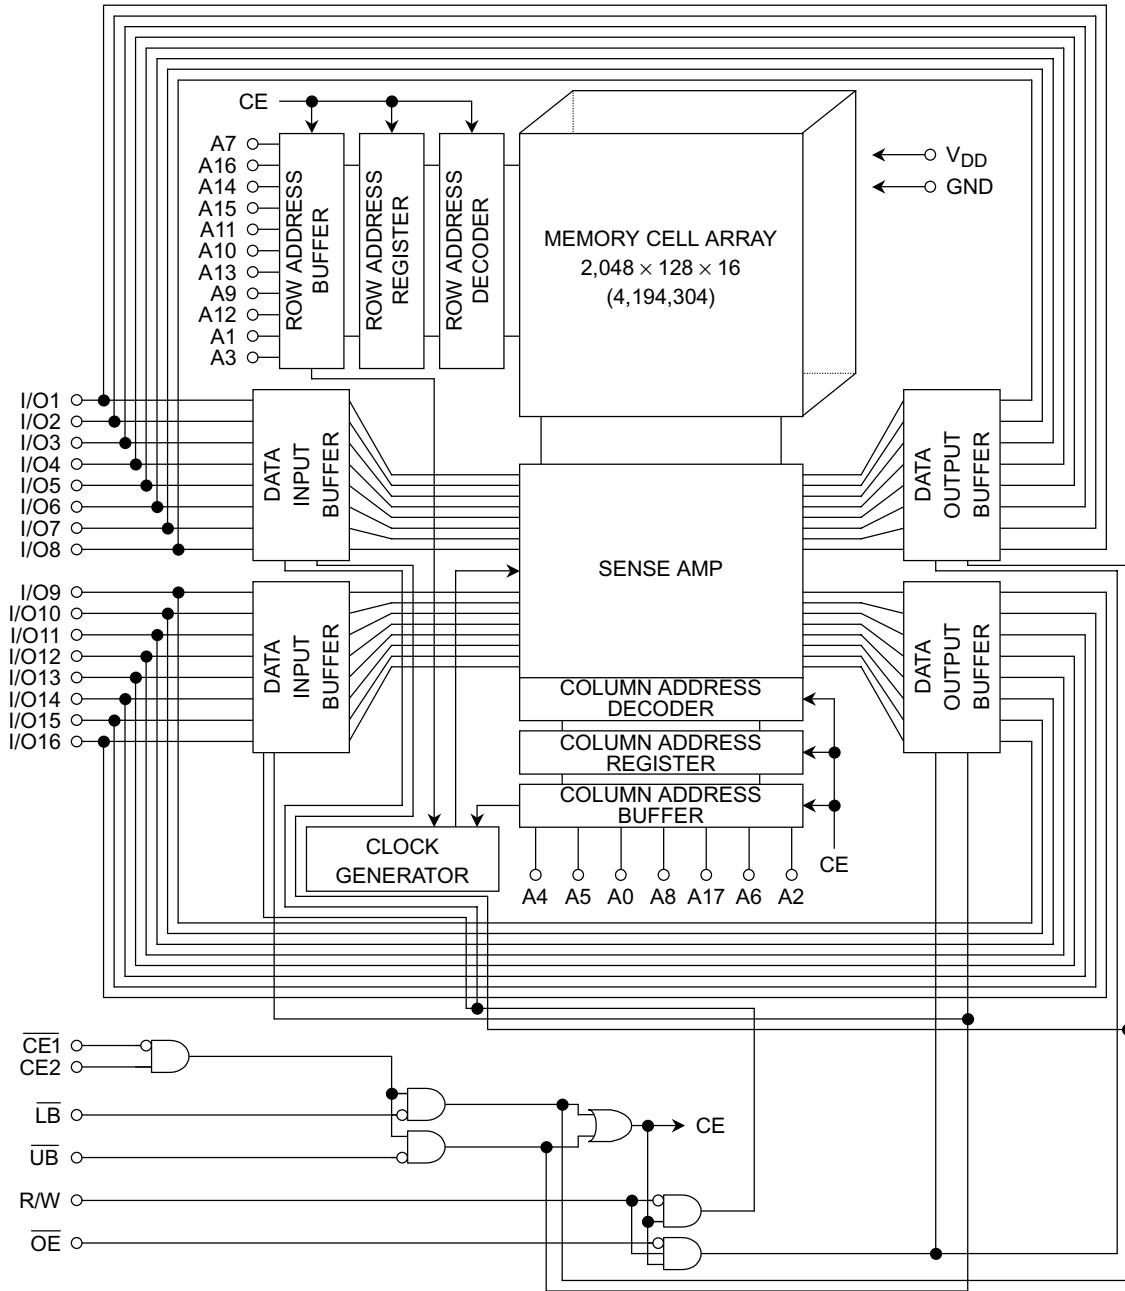 CE
A7
A16
A14
A15
A11
A10
A13
A9
A12
A1
A3
ROW ADDRESS
BUFFER
ROW ADDRESS
REGISTER
ROW ADDRESS
DECODER
MEMORY CELL ARRAY
2,048 × 128 × 16
(4,194,304)
VDD
GND
I/O1
I/O2
I/O3
I/O4
I/O5
I/O6
I/O7
I/O8
DATA
INPUT
BUFFER
SENSE AMP
DATA
OUTPUT
BUFFER
I/O9
I/O10
I/O11
I/O12
I/O13
I/O14
I/O15
I/O16
DATA
INPUT
BUFFER
DATA
OUTPUT
BUFFER
COLUMN ADDRESS
DECODER
COLUMN ADDRESS
REGISTER
COLUMN ADDRESS
BUFFER
CLOCK
GENERATOR
CE
A4 A5 A0 A8 A17 A6 A2
C̅E̅1̅
CE2
L̅B̅
U̅B̅
CE
R/W
O̅E̅